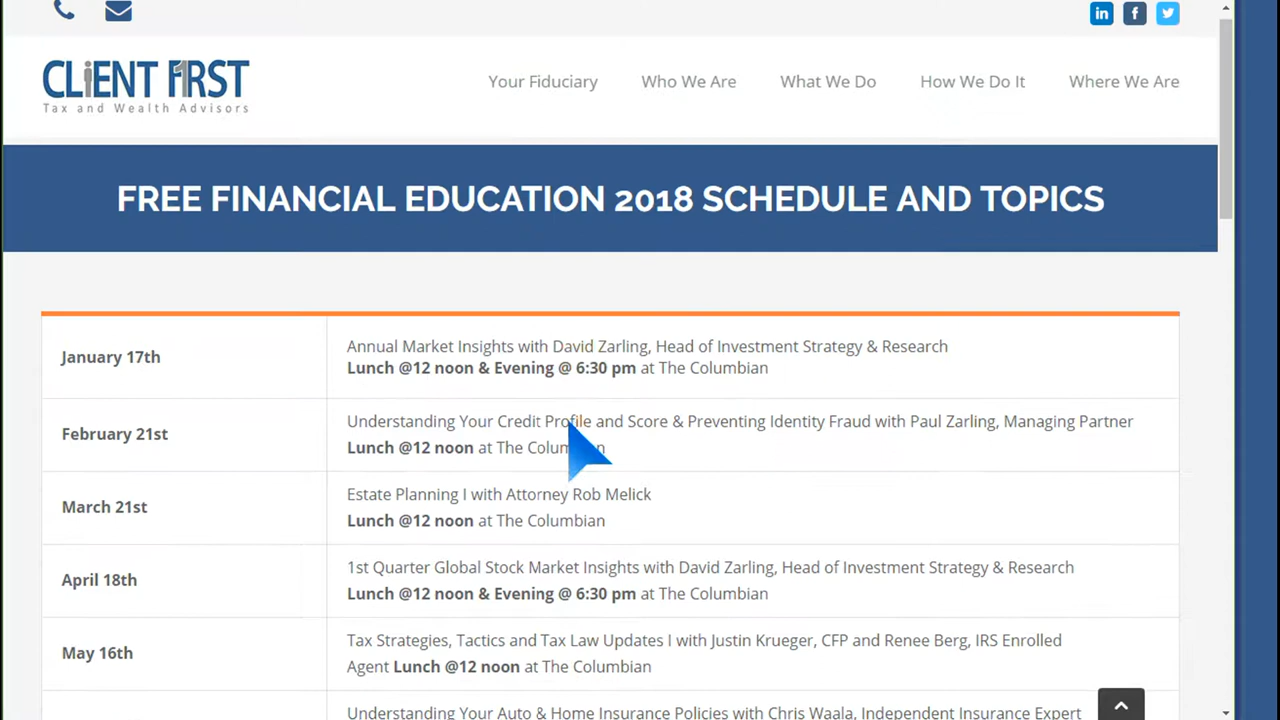 CLiENT F1RST
Tax and Wealth Advisors
Your Fiduciary
Who We Are
What We Do
How We Do It
Where We Are
FREE FINANCIAL EDUCATION 2018 SCHEDULE AND TOPICS
January 17th
Annual Market Insights with David Zarling, Head of Investment Strategy & Research
Lunch @12 noon & Evening @ 6:30 pm at The Columbian
February 21st
Understanding Your Credit Profile and Score & Preventing Identity Fraud with Paul Zarling, Managing Partner
Lunch @12 noon at The Columbian
March 21st
Estate Planning I with Attorney Rob Melick
Lunch @12 noon at The Columbian
April 18th
1st Quarter Global Stock Market Insights with David Zarling, Head of Investment Strategy & Research
Lunch @12 noon & Evening @ 6:30 pm at The Columbian
May 16th
Tax Strategies, Tactics and Tax Law Updates I with Justin Krueger, CFP and Renee Berg, IRS Enrolled
Agent Lunch @12 noon at The Columbian
Understanding Your Auto & Home Insurance Policies with Chris Waala, Independent Insurance Expert